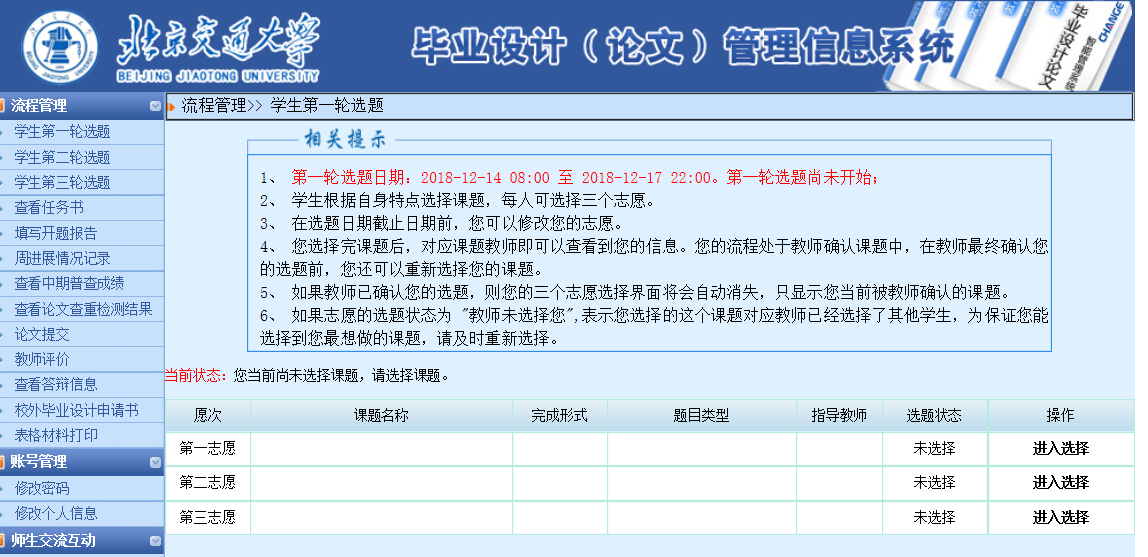 北京交通大学
BEIJING JIAOTONG UNIVERSITY
毕业设计（论文）管理信息系统
毕业设计论文
智能管理系统
CHANGE
流程管理
学生第一轮选题
学生第二轮选题
学生第三轮选题
查看任务书
填写开题报告
周进展情况记录
查看中期普查成绩
查看论文查重检测结果
论文提交
教师评价
查看答辩信息
校外毕业设计申请书
表格材料打印
账号管理
修改密码
修改个人信息
师生交流互动
流程管理>> 学生第一轮选题
相关提示
1、 第一轮选题日期：2018-12-14 08:00 至 2018-12-17 22:00。第一轮选题尚未开始；
2、 学生根据自身特点选择课题，每人可选择三个志愿。
3、 在选题日期截止日期前，您可以修改您的志愿。
4、 您选择完课题后，对应课题教师即可以查看到您的信息。您的流程处于教师确认课题中，在教师最终确认您
的选题前，您还可以重新选择您的课题。
5、 如果教师已确认您的选题，则您的三个志愿选择界面将会自动消失，只显示您当前被教师确认的课题。
6、 如果志愿的选题状态为 "教师未选择您",表示您选择的这个课题对应教师已经选择了其他学生，为保证您能
选择到您最想做的课题，请及时重新选择。
当前状态：您当前尚未选择课题，请选择课题。
愿次 课题名称 完成形式 题目类型 指导教师 选题状态 操作
第一志愿 未选择 进入选择
第二志愿 未选择 进入选择
第三志愿 未选择 进入选择